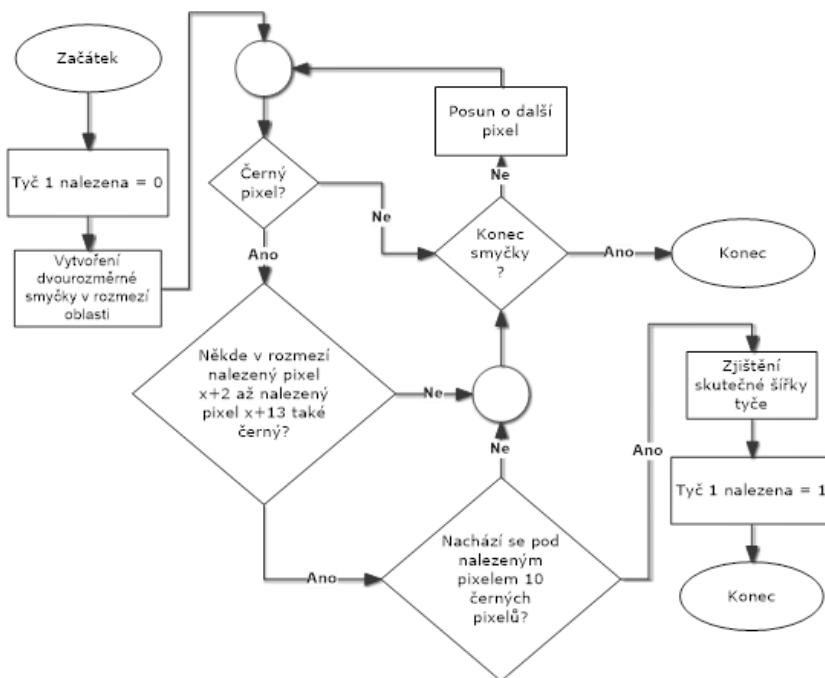 Začátek
Tyč 1 nalezena = 0
Vytvoření
dvourozměrné
smyčky v rozmezí
oblasti
Černý
pixel?
Ne
Ano
Posun o další
pixel
Ne
Konec
smyčky
?
Ano
Konec
Někde v rozmezí
nalezený pixel
x+2 až nalezený
pixel x+13 také
černý?
Ne
Ano
Ne
Nachází se pod
nalezeným
pixelem 10
černých
pixelů?
Ano
Zjištění
skutečné šířky
tyče
Tyč 1 nalezena = 1
Konec